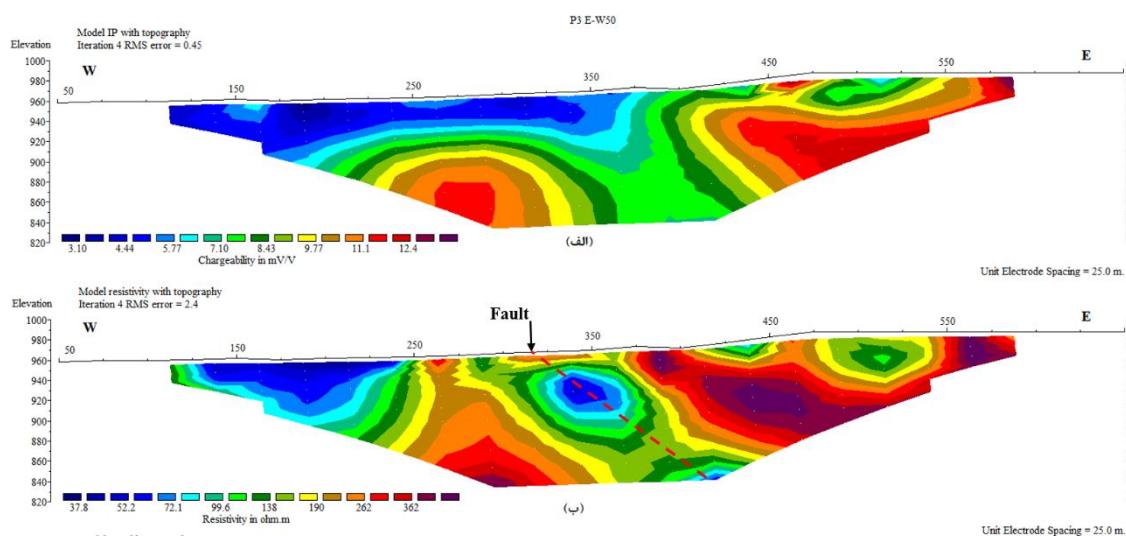 P3 E-W50
Model IP with topography
Iteration 4 RMS error = 0.45
Elevation
W
E
1000
980
960
940
920
900
880
860
840
820
50
150
250
350
450
550
3.10 4.44 5.77 7.10 8.43 9.77 11.1 12.4
Chargeability in mV/V
(الف)
Unit Electrode Spacing = 25.0 m.
Model resistivity with topography
Iteration 4 RMS error = 2.4
Elevation
W
Fault
E
1000
980
960
940
920
900
880
860
840
820
50
150
250
350
450
550
37.8 52.2 72.1 99.6 138 190 262 362
Resistivity in ohm.m
(ب)
Unit Electrode Spacing = 25.0 m.